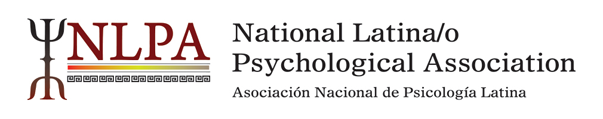 NLPA
National Latina/o
Psychological Association
Asociación Nacional de Psicología Latina